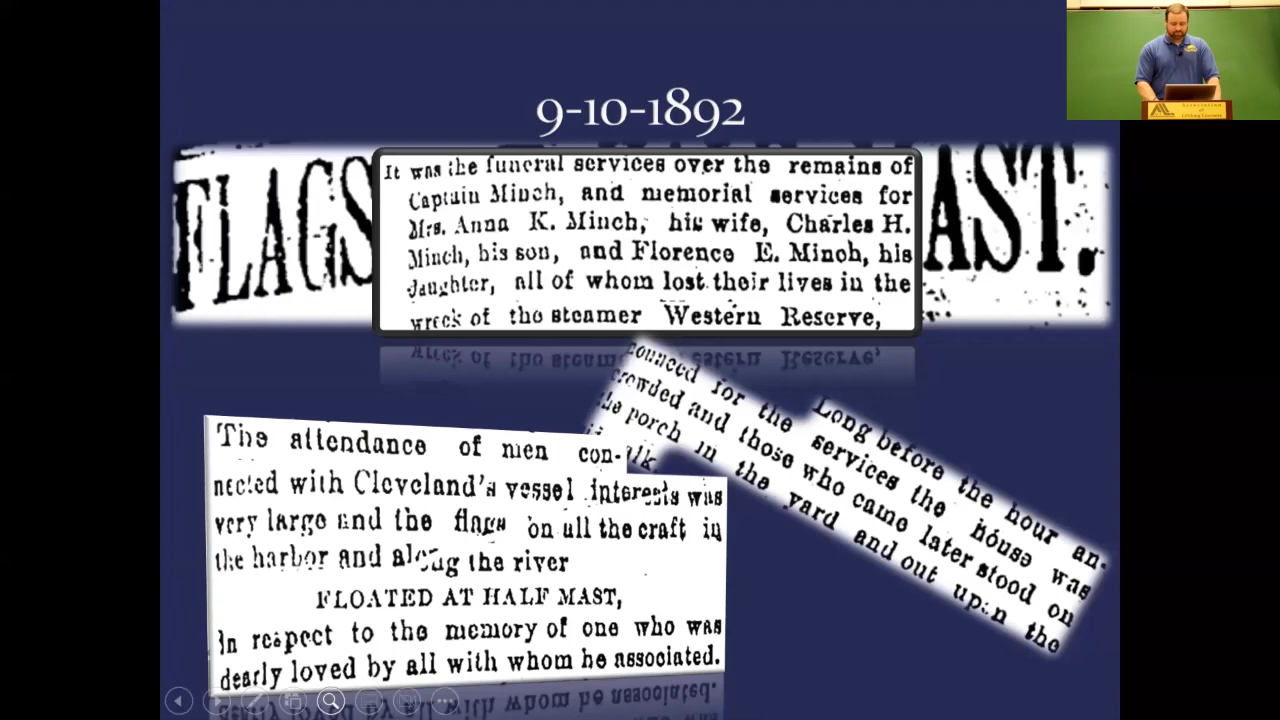 9-10-1892
FLAGS
AST.
It was the funeral services over the remains of
Captain Minch, and memorial services for
Mrs. Anna K. Minch, his wife, Charles H.
Minch, his son, and Florence E. Minch, his
daughter, all of whom lost their lives in the
wreck of the steamer Western Reserve,
Long before the hour an-
nounced for the services the house was
crowded and those who came later stood on
the porch in the yard and out upon the
alk.
The attendance of men con-
nected with Cleveland's vessel interests was
very large and the flags on all the craft in
the harbor and along the river
FLOATED AT HALF MAST,
In respect to the memory of one who was
dearly loved by all with whom he associated.
Association
of
Lifelong Learners